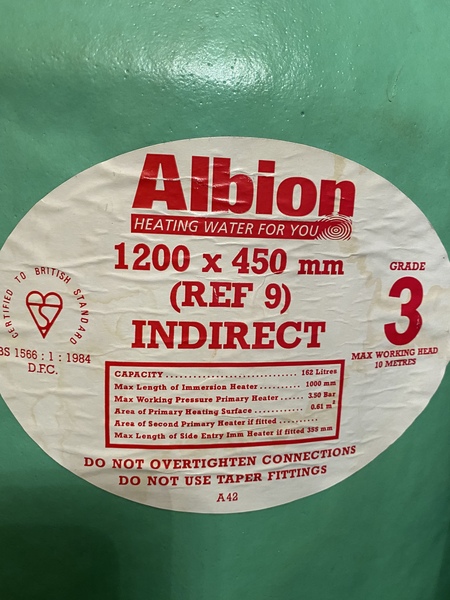 Albion
HEATING WATER FOR YOU
1200 x 450 mm
(REF 9)
INDIRECT
CERTIFIED TO BRITISH STANDARD
BS 1566 : 1 : 1984
D.F.C.
GRADE
3
MAX WORKING HEAD
10 METRES
CAPACITY ........................ 162 Litres
Max Length of Immersion Heater .......... 1000 mm
Max Working Pressure Primary Heater ...... 3.50 Bar
Area of Primary Heating Surface ............ 0.61 m²
Area of Second Primary Heater if fitted ..........
Max Length of Side Entry Imm Heater if fitted 355 mm
DO NOT OVERTIGHTEN CONNECTIONS
DO NOT USE TAPER FITTINGS
A42